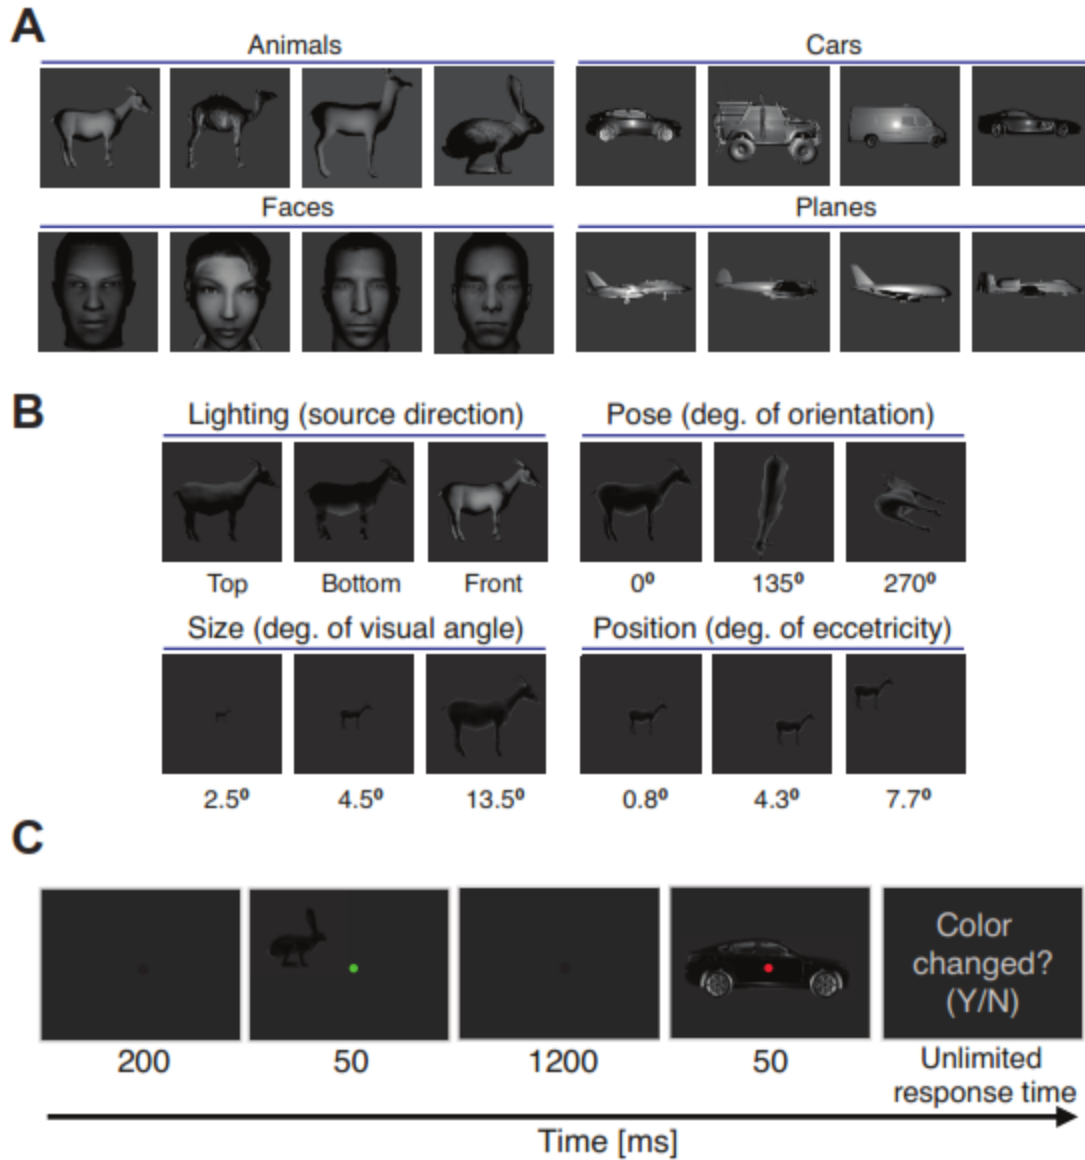 A
Animals
Cars
Faces
Planes
B
Lighting (source direction)
Pose (deg. of orientation)
Top
Bottom
Front
0⁰
135⁰
270⁰
Size (deg. of visual angle)
Position (deg. of eccetricity)
2.5⁰
4.5⁰
13.5⁰
0.8⁰
4.3⁰
7.7⁰
C
Color
changed?
(Y/N)
200
50
1200
50
Unlimited
response time
Time [ms]